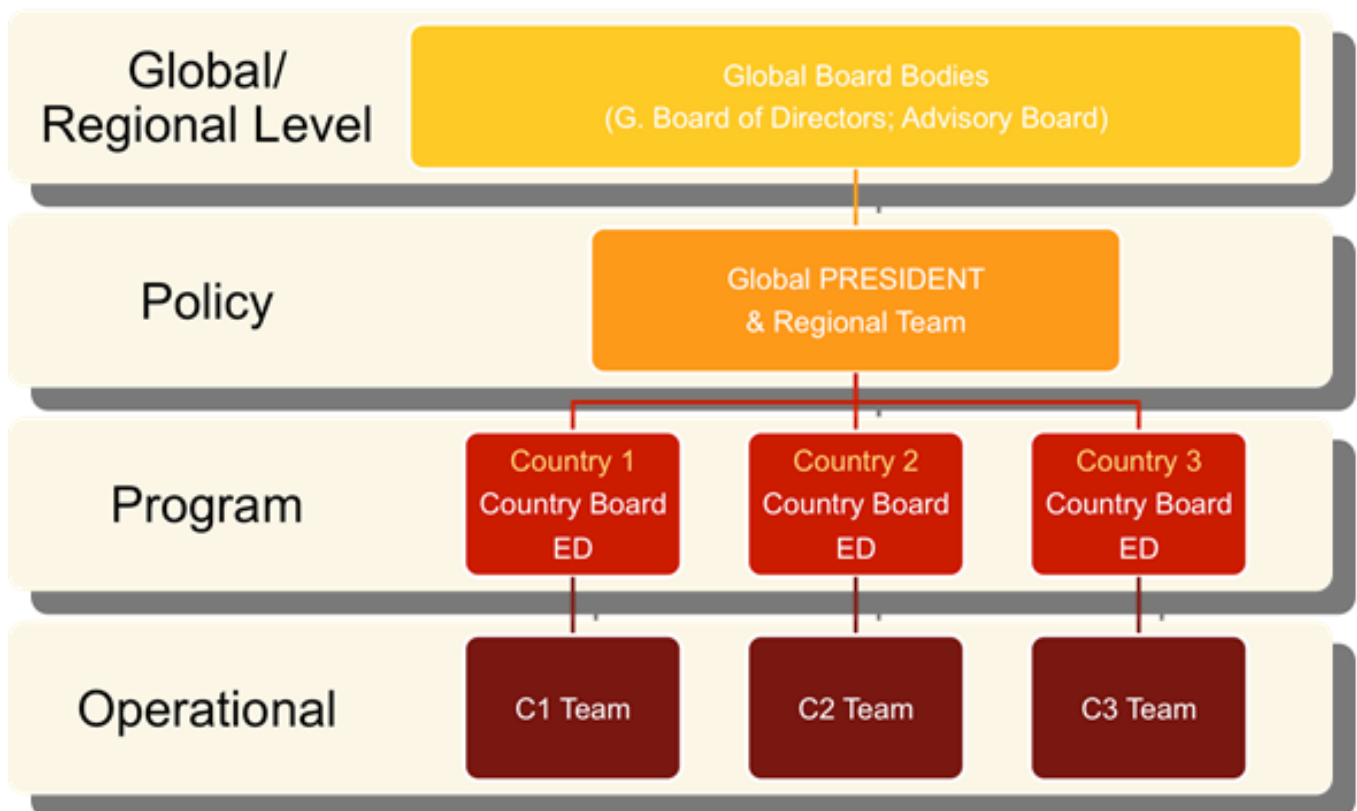 Global/
Regional Level
Global Board Bodies
(G. Board of Directors; Advisory Board)
Policy
Global PRESIDENT
& Regional Team
Program
Country 1
Country Board
ED
Country 2
Country Board
ED
Country 3
Country Board
ED
Operational
C1 Team
C2 Team
C3 Team